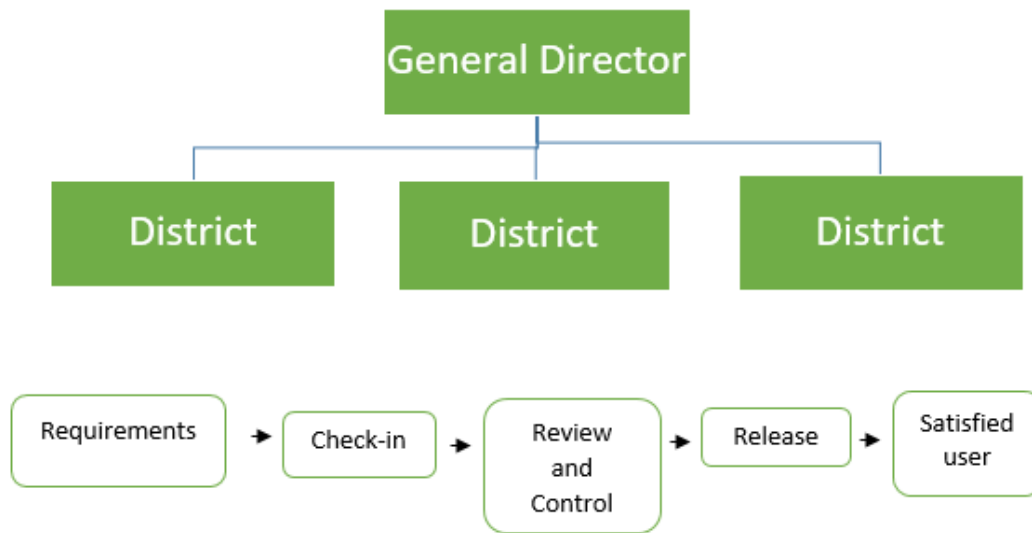 General Director
District
District
District
Requirements
Check-in
Review
and
Control
Release
Satisfied
user